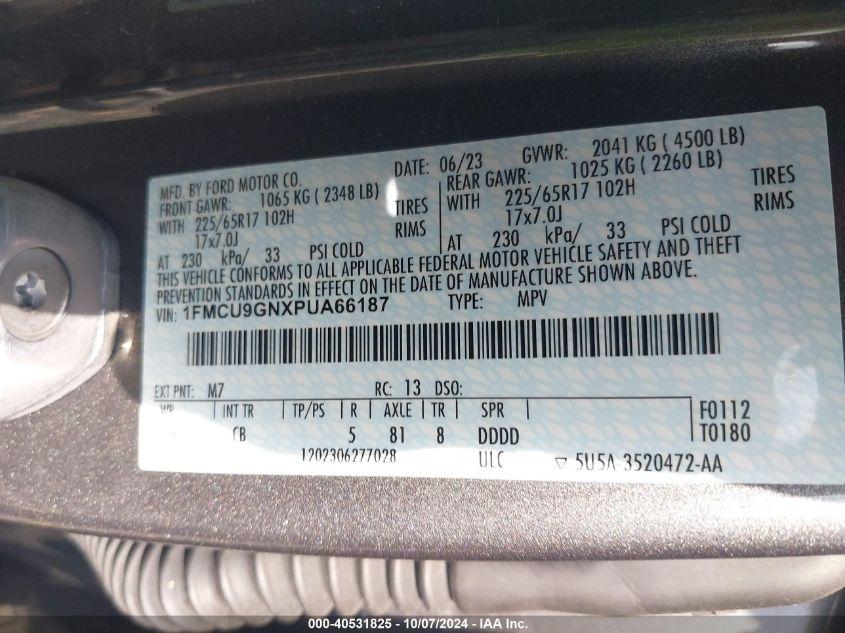 MFD. BY FORD MOTOR CO. DATE: 06/23 GVWR: 2041 KG ( 4500 LB)
FRONT GAWR: 1065 KG ( 2348 LB) REAR GAWR: 1025 KG ( 2260 LB)
WITH 225/65R17 102H TIRES WITH 225/65R17 102H TIRES
17x7.0J RIMS 17x7.0J RIMS
AT 230 kPa/ 33 PSI COLD AT 230 kPa/ 33 PSI COLD
THIS VEHICLE CONFORMS TO ALL APPLICABLE FEDERAL MOTOR VEHICLE SAFETY AND THEFT
PREVENTION STANDARDS IN EFFECT ON THE DATE OF MANUFACTURE SHOWN ABOVE.
VIN: 1FMCU9GNXPUA66187 TYPE: MPV
EXT PNT: M7 RC: 13 DSO:
WB INT TR TP/PS R AXLE TR SPR F0112
CB 5 81 8 DDDD T0180
1202306277028 ULC ▽ 5U5A-3520472-AA
000-40531825 - 10/07/2024 - IAA Inc.